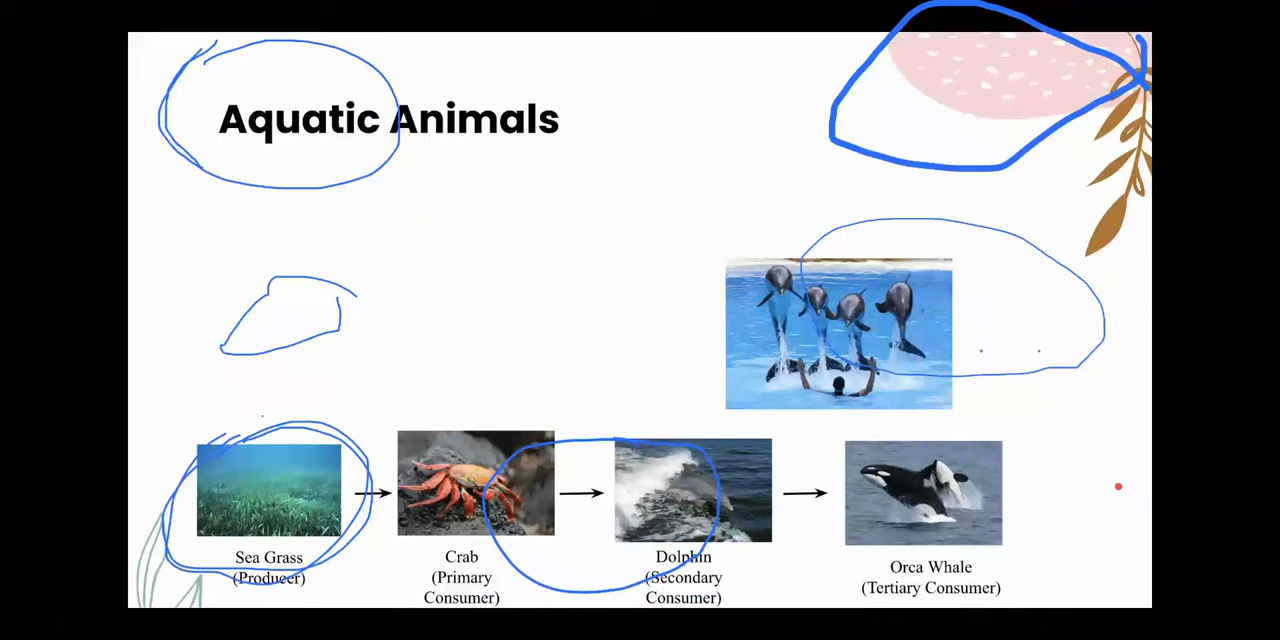 Aquatic Animals
Sea Grass
(Producer)
Crab
(Primary
Consumer)
Dolphin
(Secondary
Consumer)
Orca Whale
(Tertiary Consumer)